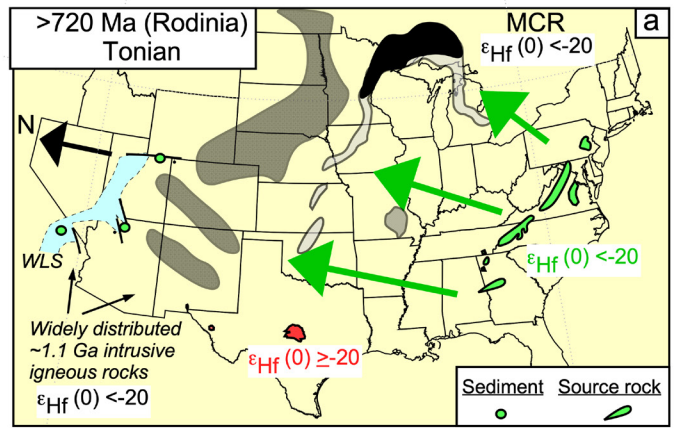 >720 Ma (Rodinia)
Tonian
MCR
εHf (0) <-20
a
N
WLS
εHf (0) <-20
Widely distributed
~1.1 Ga intrusive
igneous rocks
εHf (0) <-20
εHf (0) ≥-20
Sediment Source rock